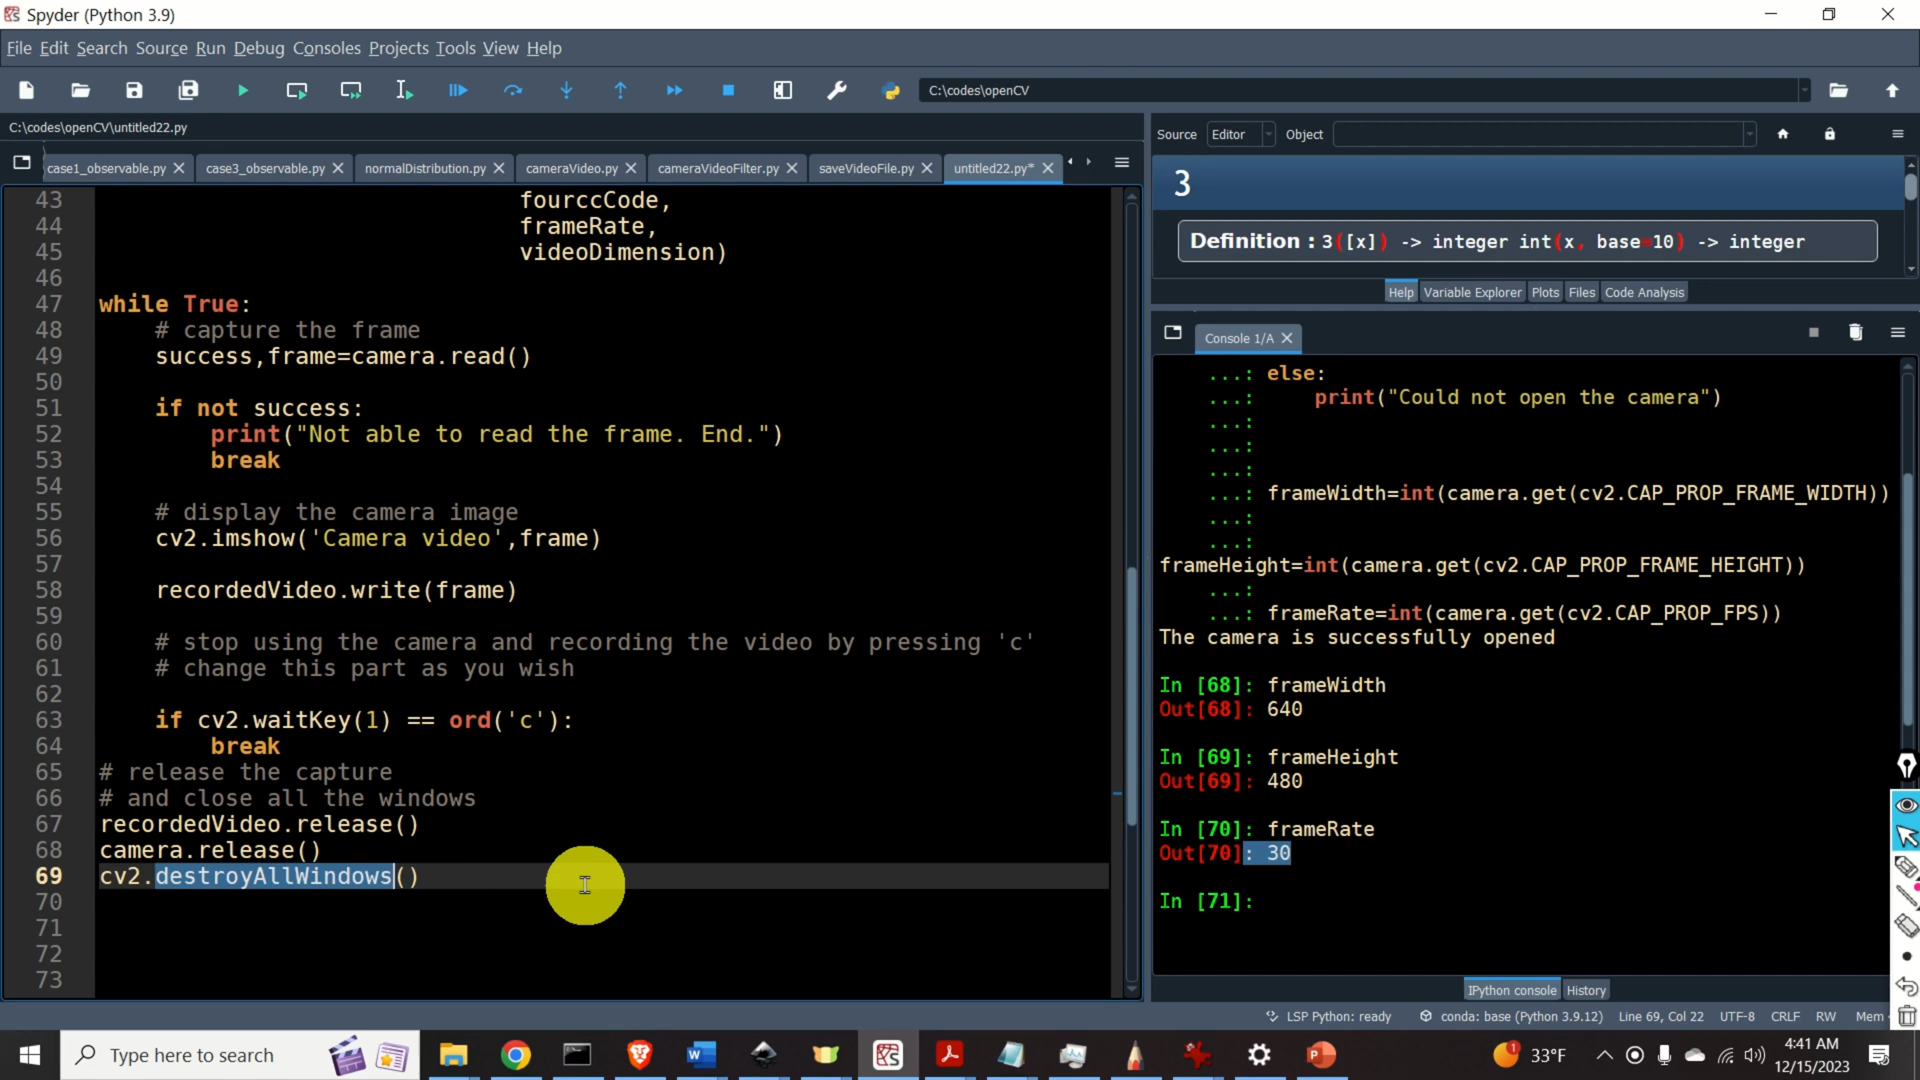 Spyder (Python 3.9)
File Edit Search Source Run Debug Consoles Projects Tools View Help
C:\codes\openCV
C:\codes\openCV\untitled22.py
case1_observable.py
case3_observable.py
normalDistribution.py
cameraVideo.py
cameraVideoFilter.py
saveVideoFile.py
untitled22.py*
43 fourccCode,
44 frameRate,
45 videoDimension)
46
47 while True:
48 # capture the frame
49 success,frame=camera.read()
50
51 if not success:
52 print("Not able to read the frame. End.")
53 break
54
55 # display the camera image
56 cv2.imshow('Camera video',frame)
57
58 recordedVideo.write(frame)
59
60 # stop using the camera and recording the video by pressing 'c'
61 # change this part as you wish
62
63 if cv2.waitKey(1) == ord('c'):
64 break
65 # release the capture
66 # and close all the windows
67 recordedVideo.release()
68 camera.release()
69 cv2.destroyAllWindows()
70
71
72
73
Source Editor Object
3
Definition : 3([x]) -> integer int(x, base=10) -> integer
Help Variable Explorer Plots Files Code Analysis
Console 1/A
...: else:
...: print("Could not open the camera")
...:
...:
...:
...: frameWidth=int(camera.get(cv2.CAP_PROP_FRAME_WIDTH))
...:
...:
frameHeight=int(camera.get(cv2.CAP_PROP_FRAME_HEIGHT))
...:
...: frameRate=int(camera.get(cv2.CAP_PROP_FPS))
The camera is successfully opened
In [68]: frameWidth
Out[68]: 640
In [69]: frameHeight
Out[69]: 480
In [70]: frameRate
Out[70]: 30
In [71]:
IPython console History
LSP Python: ready conda: base (Python 3.9.12) Line 69, Col 22 UTF-8 CRLF RW Mem
Type here to search
1
33°F
4:41 AM
12/15/2023